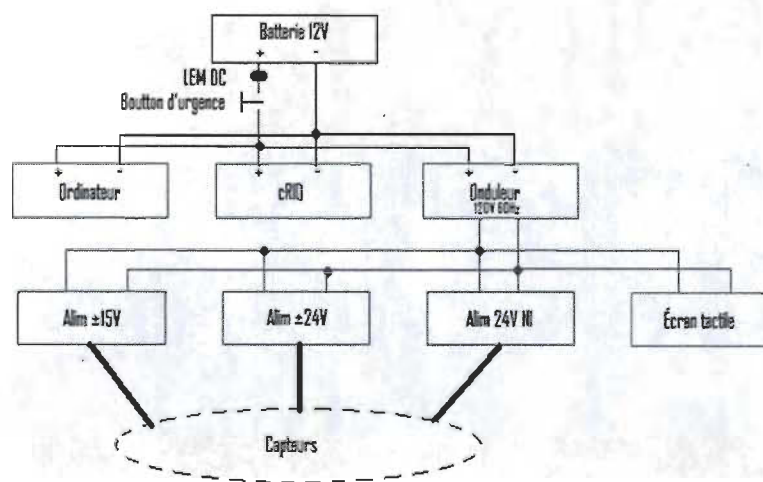 Batterie 12V
+ -
LEM DC
Boutton d'urgence
+ - + - + -
Ordinateur cRIO Onduleur
120V 60Hz
Alim ±15V Alim ±24V Alim 24V NI Écran tactile
Capteurs